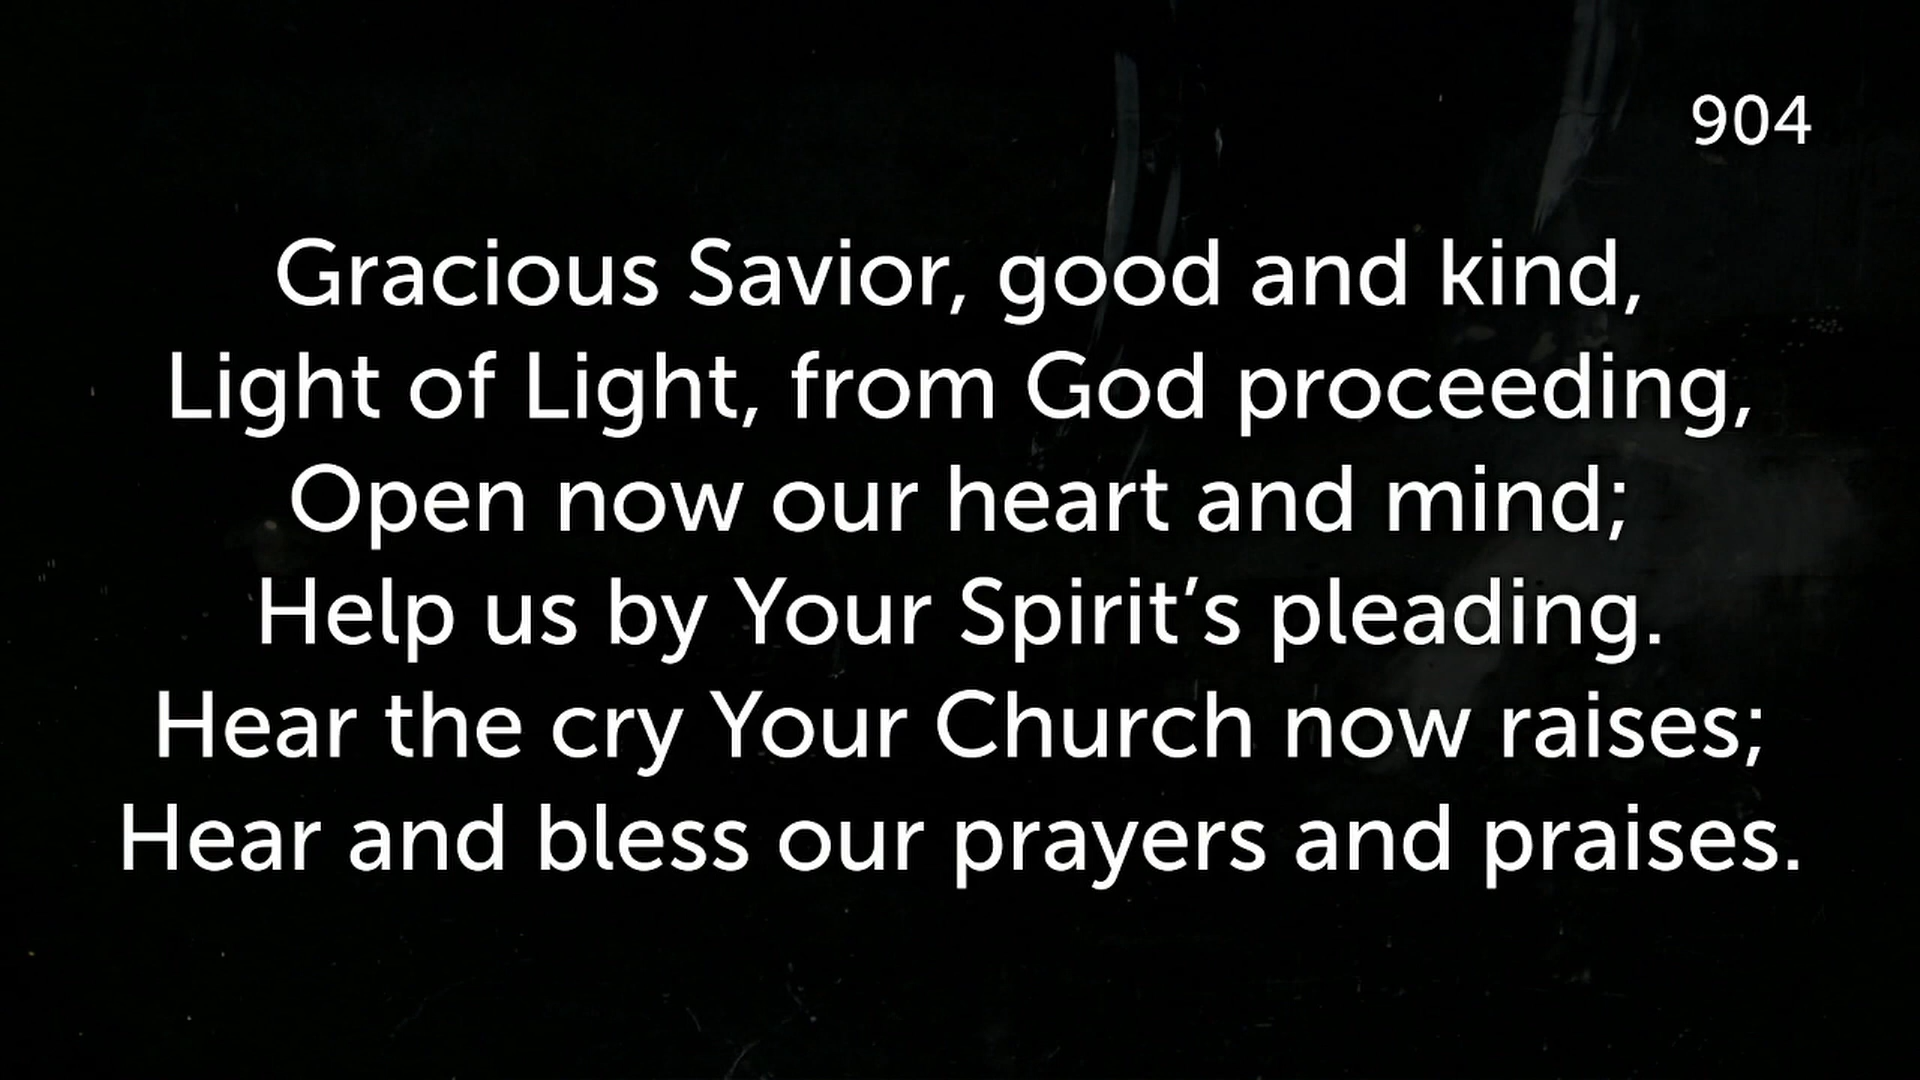 904
Gracious Savior, good and kind,
Light of Light, from God proceeding,
Open now our heart and mind;
Help us by Your Spirit’s pleading.
Hear the cry Your Church now raises;
Hear and bless our prayers and praises.